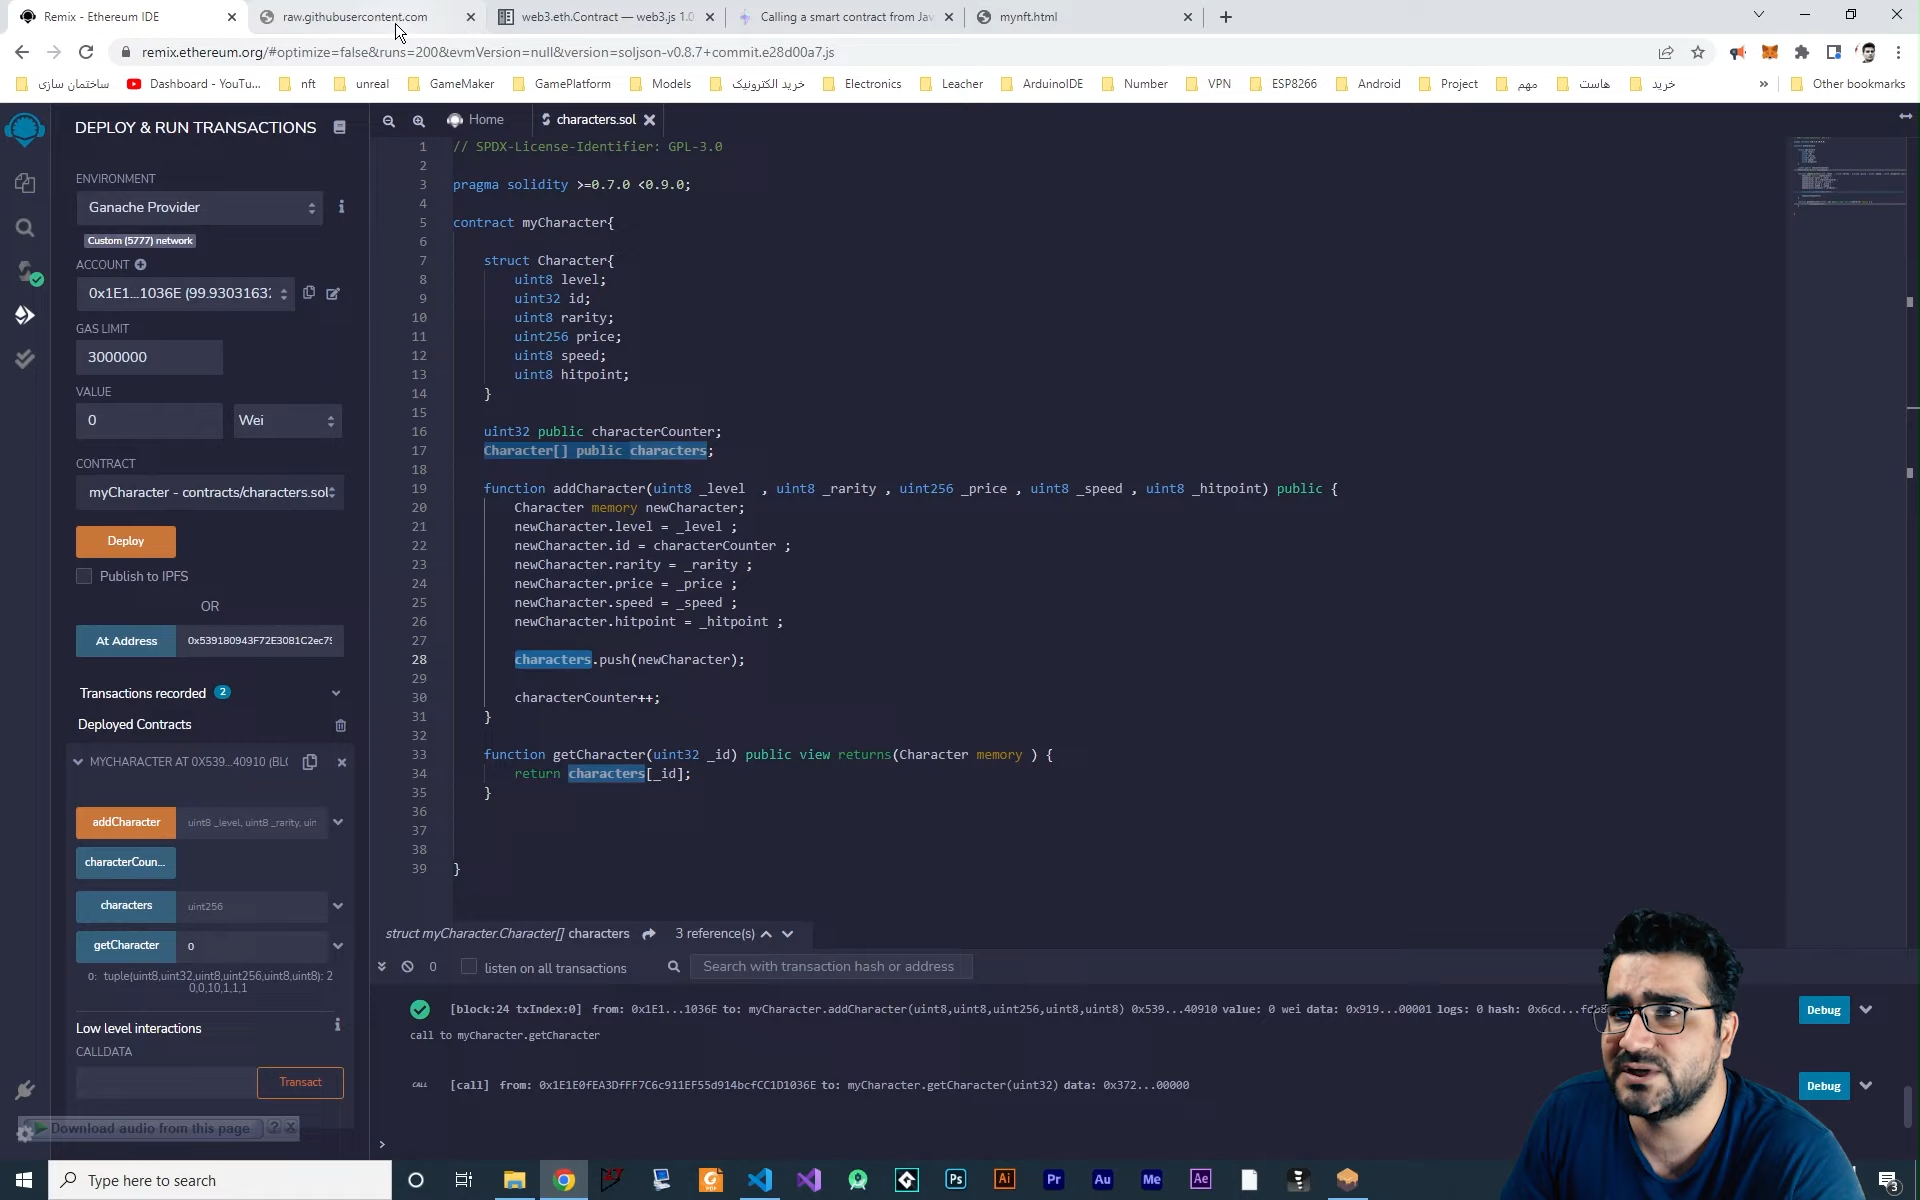 Remix - Ethereum IDE
raw.githubusercontent.com
web3.eth.Contract — web3.js 1.0
Calling a smart contract from Jav
mynft.html
remix.ethereum.org/#optimize=false&runs=200&evmVersion=null&version=soljson-v0.8.7+commit.e28d00a7.js
ساختمان سازی
Dashboard - YouTu...
nft
unreal
GameMaker
GamePlatform
Models
خرید الکترونیک
Electronics
Leacher
ArduinoIDE
Number
VPN
ESP8266
Android
Project
مهم
هاست
خرید
»
Other bookmarks
DEPLOY & RUN TRANSACTIONS
ENVIRONMENT
Ganache Provider
Custom (5777) network
ACCOUNT
0x1E1...1036E (99.93031632
GAS LIMIT
3000000
VALUE
0
Wei
CONTRACT
myCharacter - contracts/characters.sol
Deploy
Publish to IPFS
OR
At Address
0x539180943F72E3081C2ec79
Transactions recorded 2
Deployed Contracts
MYCHARACTER AT 0X539...40910 (BLO
addCharacter
uint8 _level, uint8 _rarity, uin
characterCoun...
characters
uint256
getCharacter
0
0: tuple(uint8,uint32,uint8,uint256,uint8,uint8): 2
0,0,10,1,1,1
Low level interactions
CALLDATA
Transact
Download audio from this page ? X
Home
characters.sol
1 // SPDX-License-Identifier: GPL-3.0
2
3 pragma solidity >=0.7.0 <0.9.0;
4
5 contract myCharacter{
6
7 struct Character{
8 uint8 level;
9 uint32 id;
10 uint8 rarity;
11 uint256 price;
12 uint8 speed;
13 uint8 hitpoint;
14 }
15
16 uint32 public characterCounter;
17 Character[] public characters;
18
19 function addCharacter(uint8 _level , uint8 _rarity , uint256 _price , uint8 _speed , uint8 _hitpoint) public {
20 Character memory newCharacter;
21 newCharacter.level = _level ;
22 newCharacter.id = characterCounter ;
23 newCharacter.rarity = _rarity ;
24 newCharacter.price = _price ;
25 newCharacter.speed = _speed ;
26 newCharacter.hitpoint = _hitpoint ;
27
28 characters.push(newCharacter);
29
30 characterCounter++;
31 }
32
33 function getCharacter(uint32 _id) public view returns(Character memory ) {
34 return characters[_id];
35 }
36
37
38
39 }
struct myCharacter.Character[] characters
3 reference(s)
0
listen on all transactions
Search with transaction hash or address
[block:24 txIndex:0] from: 0x1E1...1036E to: myCharacter.addCharacter(uint8,uint8,uint256,uint8,uint8) 0x539...40910 value: 0 wei data: 0x919...00001 logs: 0 hash: 0x6cd...
Debug
call to myCharacter.getCharacter
CALL [call] from: 0x1E1E0fEA3DfFF7C6c911EF55d914bcfCC1D1036E to: myCharacter.getCharacter(uint32) data: 0x372...00000
Debug
>
Type here to search
Ps
Ai
Pr
Au
Me
Ae
3